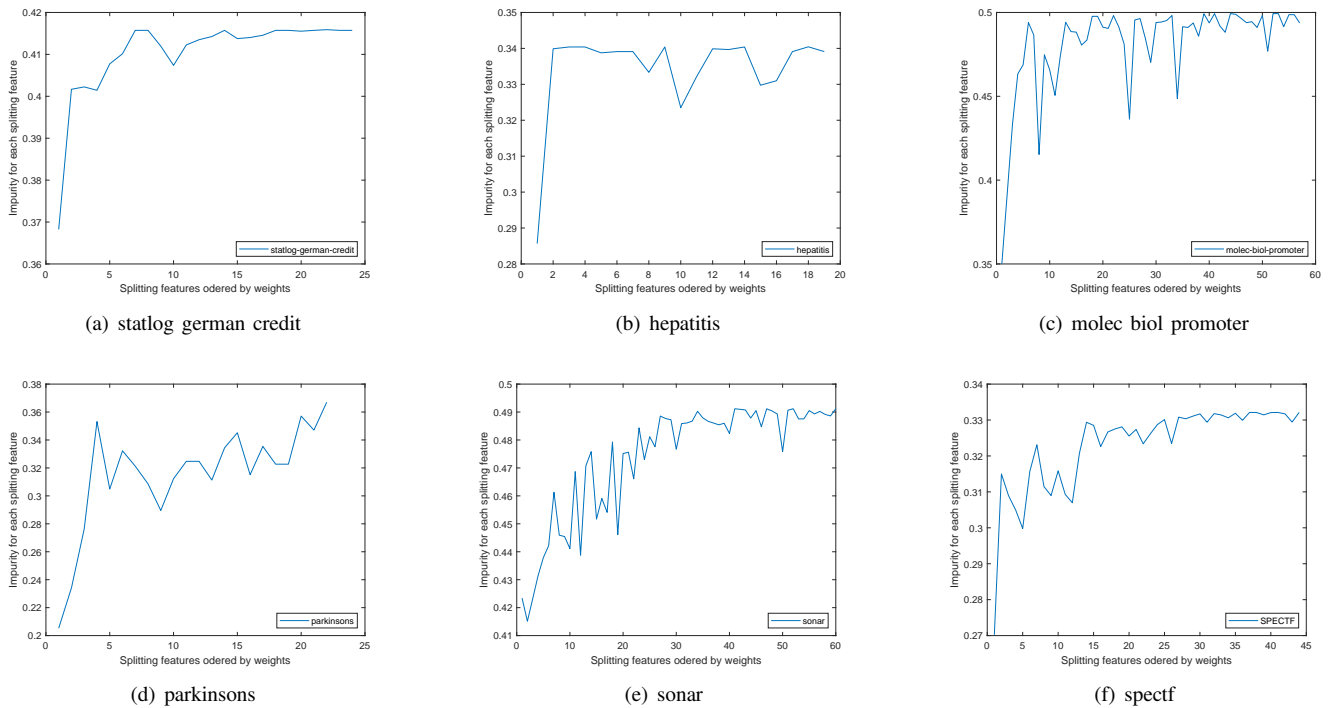 0.42
0.41
0.4
0.39
0.38
0.37
0.36
Impurity for each splitting feature
statlog-german-credit
0 5 10 15 20 25
Splitting features odered by weights
(a) statlog german credit
0.35
0.34
0.33
0.32
0.31
0.3
0.29
0.28
Impurity for each splitting feature
hepatitis
0 2 4 6 8 10 12 14 16 18 20
Splitting features odered by weights
(b) hepatitis
0.5
0.45
0.5
0.35
Impurity for each splitting feature
molec-biol-promoter
0 10 20 30 40 50 60
Splitting features odered by weights
(c) molec biol promoter
0.38
0.36
0.34
0.32
0.3
0.28
0.26
0.24
0.22
0.2
Impurity for each splitting feature
parkinsons
0 5 10 15 20 25
Splitting features odered by weights
(d) parkinsons
0.5
0.49
0.48
0.47
0.46
0.45
0.44
0.43
0.42
0.41
Impurity for each splitting feature
sonar
0 10 20 30 40 50 60
Splitting features odered by weights
(e) sonar
0.34
0.33
0.32
0.31
0.3
0.29
0.28
0.27
Impurity for each splitting feature
SPECTF
0 5 10 15 20 25 30 35 40 45
Splitting features odered by weights
(f) spectf